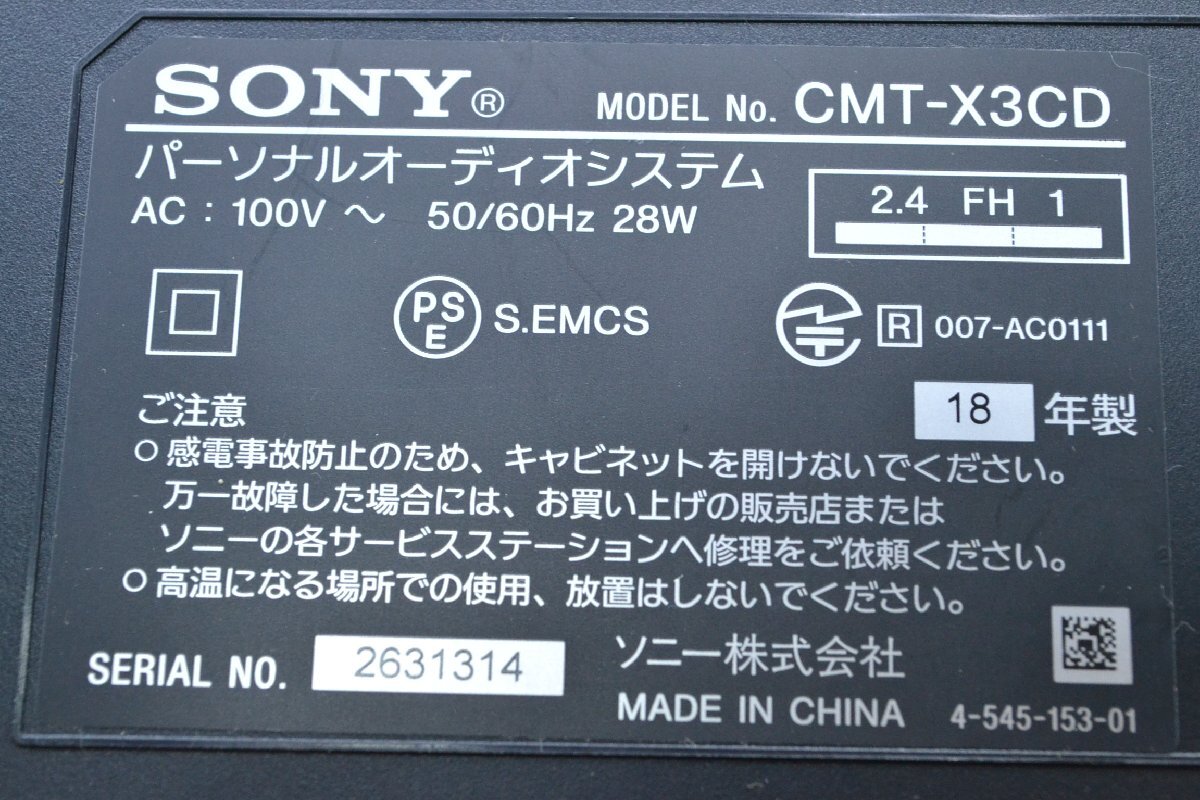 SONY® MODEL No. CMT-X3CD
パーソナルオーディオシステム
AC : 100V ～ 50/60Hz 28W
2.4 FH 1
PSE S.EMCS
R 007-AC0111
18 年製
ご注意
○ 感電事故防止のため、キャビネットを開けないでください。
万一故障した場合には、お買い上げの販売店または
ソニーの各サービスステーションへ修理をご依頼ください。
○ 高温になる場所での使用、放置はしないでください。
SERIAL NO. 2631314
ソニー株式会社
MADE IN CHINA 4-545-153-01